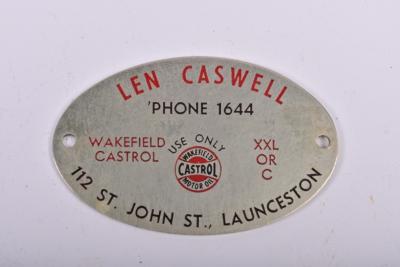 LEN CASWELL
'PHONE 1644
WAKEFIELD
CASTROL
USE ONLY
WAKEFIELD
CASTROL
MOTOR OIL
XXL
OR
C
112 ST. JOHN ST., LAUNCESTON